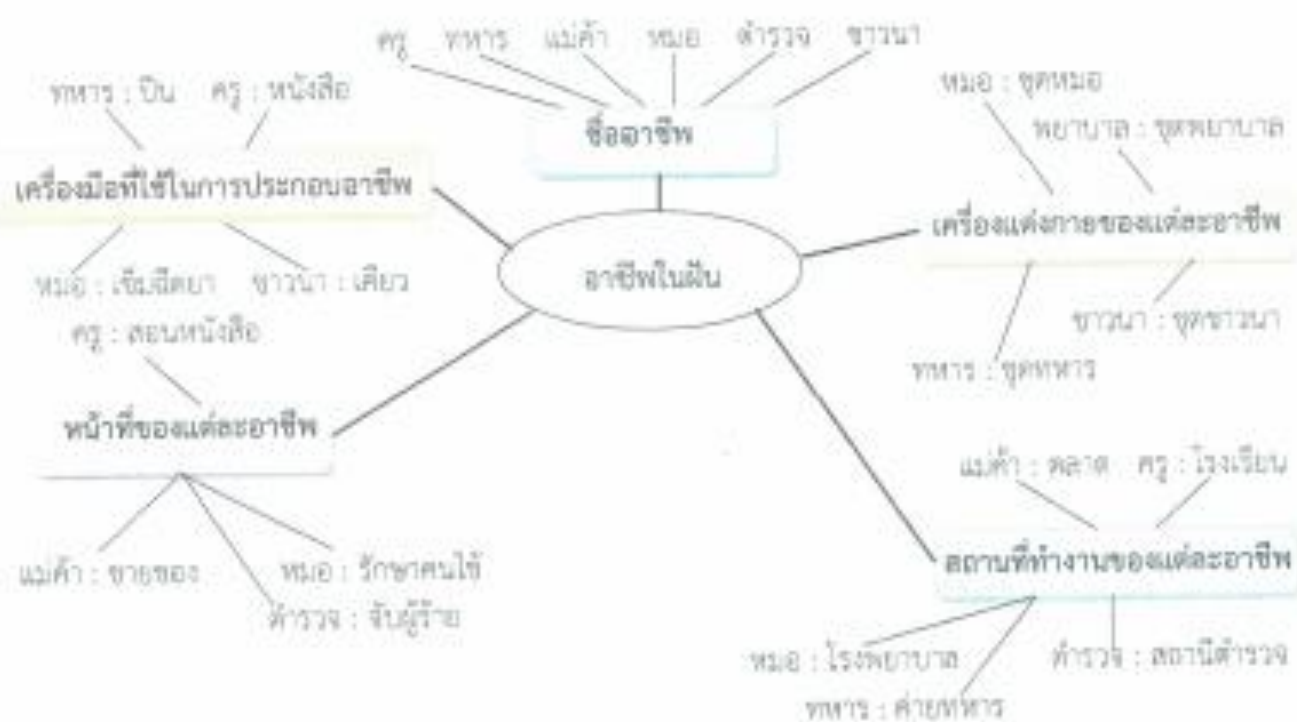 ครู ทหาร แม่ค้า หมอ ตำรวจ ชาวนา
ชื่ออาชีพ
ทหาร : ปืน ครู : หนังสือ
เครื่องมือที่ใช้ในการประกอบอาชีพ
หมอ : เข็มฉีดยา ชาวนา : เคียว
หมอ : ชุดหมอ
พยาบาล : ชุดพยาบาล
เครื่องแต่งกายของแต่ละอาชีพ
ชาวนา : ชุดชาวนา
ทหาร : ชุดทหาร
อาชีพในฝัน
ครู : สอนหนังสือ
หน้าที่ของแต่ละอาชีพ
แม่ค้า : ขายของ หมอ : รักษาคนไข้
ตำรวจ : จับผู้ร้าย
แม่ค้า : ตลาด ครู : โรงเรียน
สถานที่ทำงานของแต่ละอาชีพ
หมอ : โรงพยาบาล ตำรวจ : สถานีตำรวจ
ทหาร : ค่ายทหาร